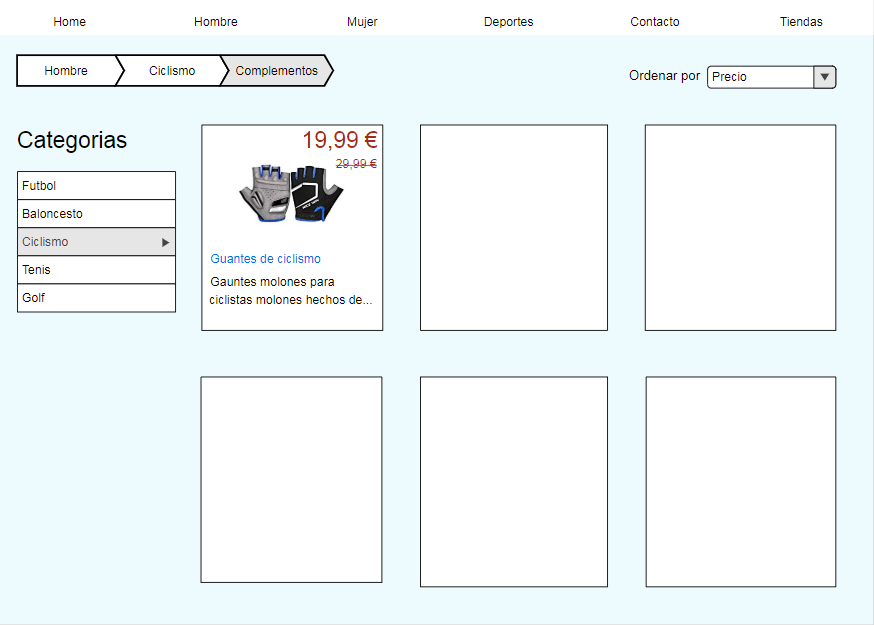 Home Hombre Mujer Deportes Contacto Tiendas
Hombre Ciclismo Complementos
Ordenar por Precio
Categorias
Futbol
Baloncesto
Ciclismo
Tenis
Golf
19,99 €
29,99 €
Guantes de ciclismo
Gauntes molones para
ciclistas molones hechos de...